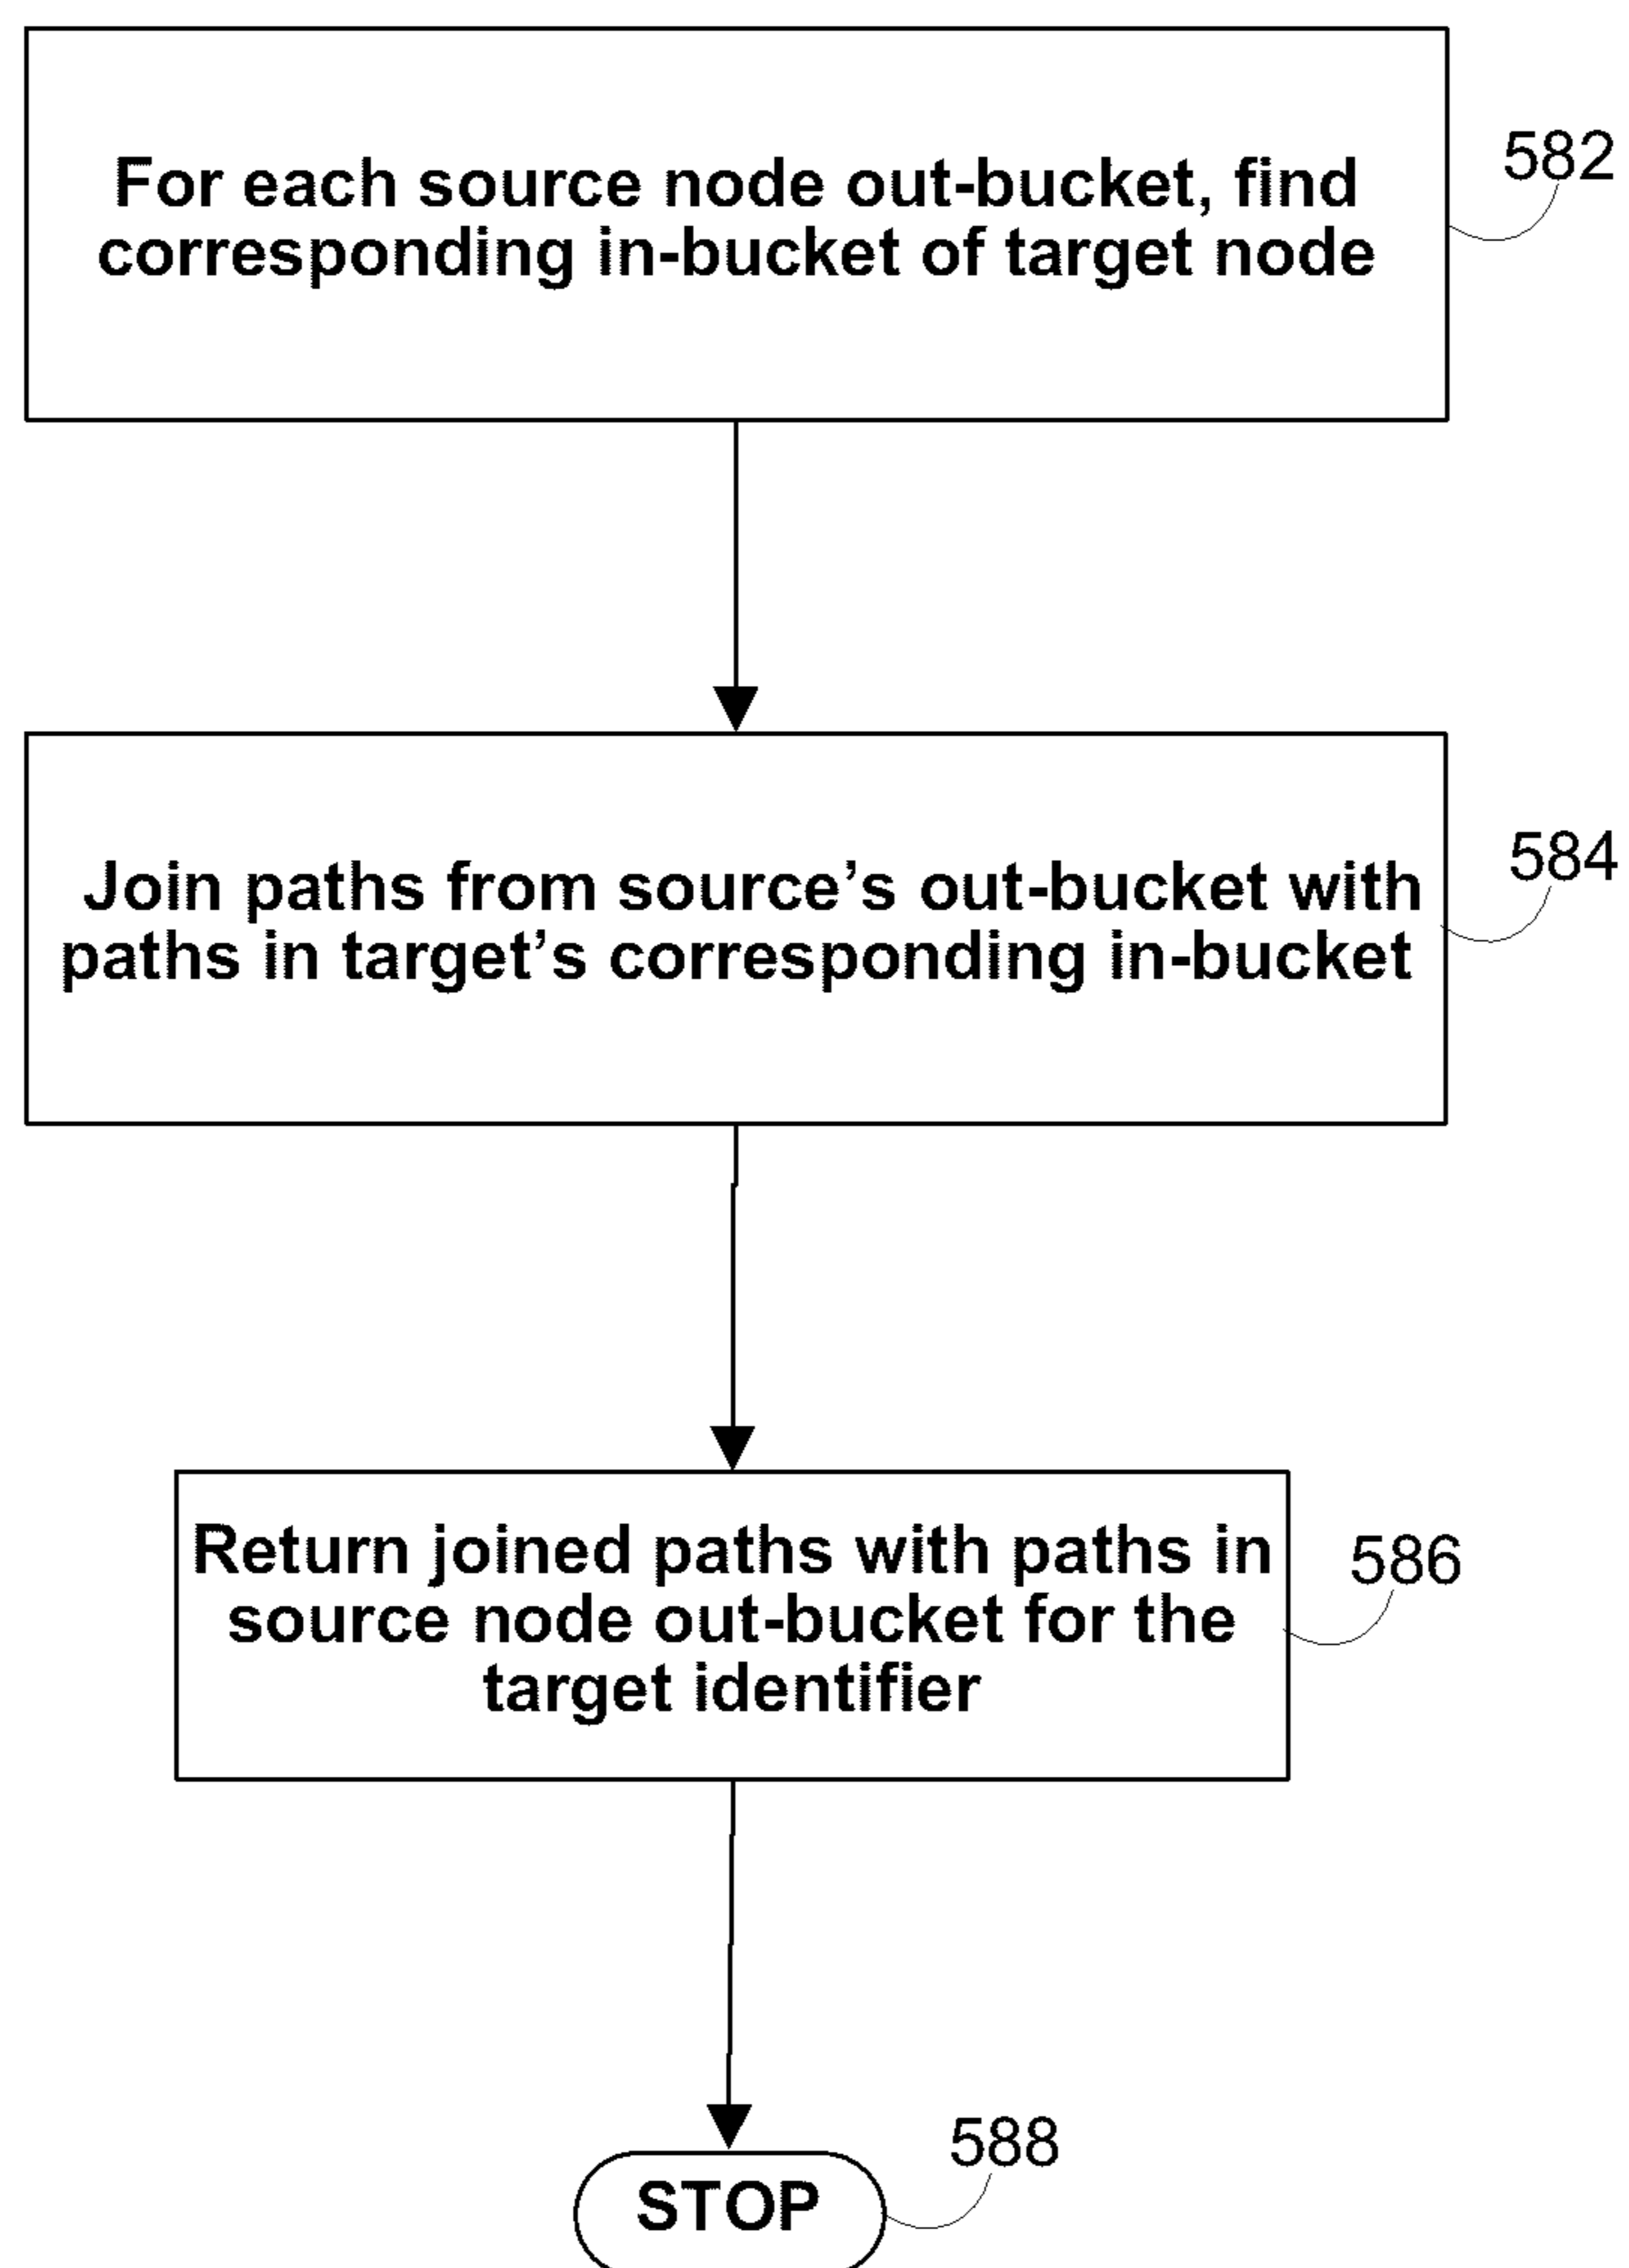 For each source node out-bucket, find
corresponding in-bucket of target node
582
Join paths from source’s out-bucket with
paths in target’s corresponding in-bucket
584
Return joined paths with paths in
source node out-bucket for the
target identifier
586
STOP
588